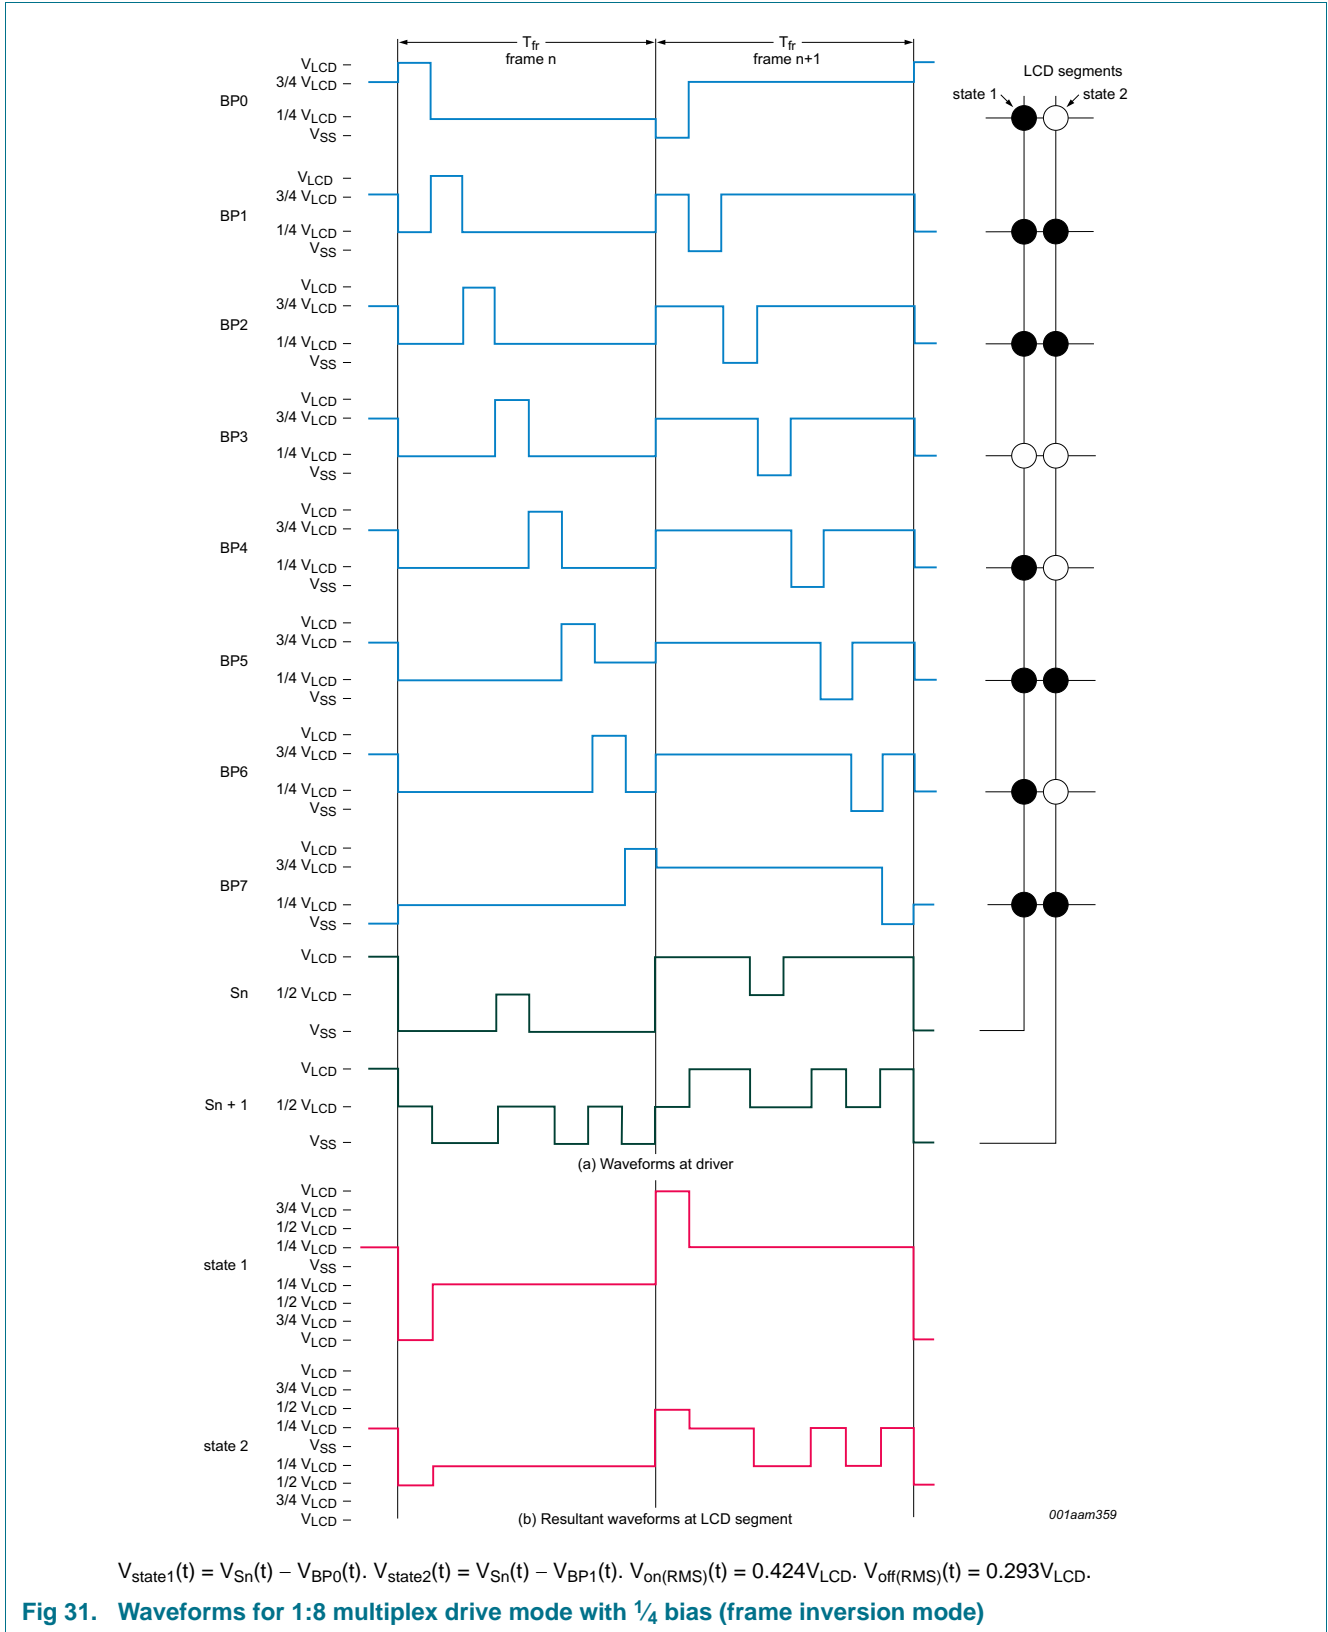 Tfr
Tfr
frame n
frame n+1
VLCD
3/4 VLCD
BP0
1/4 VLCD
VSS
LCD segments
state 1
state 2
VLCD
3/4 VLCD
BP1
1/4 VLCD
VSS
VLCD
3/4 VLCD
BP2
1/4 VLCD
VSS
VLCD
3/4 VLCD
BP3
1/4 VLCD
VSS
VLCD
3/4 VLCD
BP4
1/4 VLCD
VSS
VLCD
3/4 VLCD
BP5
1/4 VLCD
VSS
VLCD
3/4 VLCD
BP6
1/4 VLCD
VSS
VLCD
3/4 VLCD
BP7
1/4 VLCD
VSS
VLCD
Sn
1/2 VLCD
VSS
VLCD
Sn + 1
1/2 VLCD
VSS
(a) Waveforms at driver
VLCD
3/4 VLCD
1/2 VLCD
1/4 VLCD
state 1
VSS
1/4 VLCD
1/2 VLCD
3/4 VLCD
VLCD
VLCD
3/4 VLCD
1/2 VLCD
1/4 VLCD
state 2
VSS
1/4 VLCD
1/2 VLCD
3/4 VLCD
VLCD
(b) Resultant waveforms at LCD segment
001aam359
Vstate1(t) = VSn(t) − VBP0(t). Vstate2(t) = VSn(t) − VBP1(t). Von(RMS)(t) = 0.424VLCD. Voff(RMS)(t) = 0.293VLCD.
Fig 31. Waveforms for 1:8 multiplex drive mode with 1⁄4 bias (frame inversion mode)